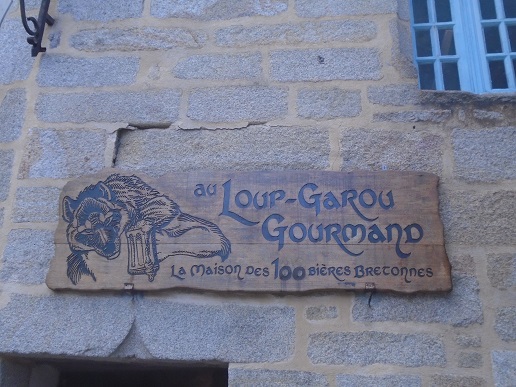 au Loup-Garou
Gourmand
La Maison des 100 bières Bretonnes